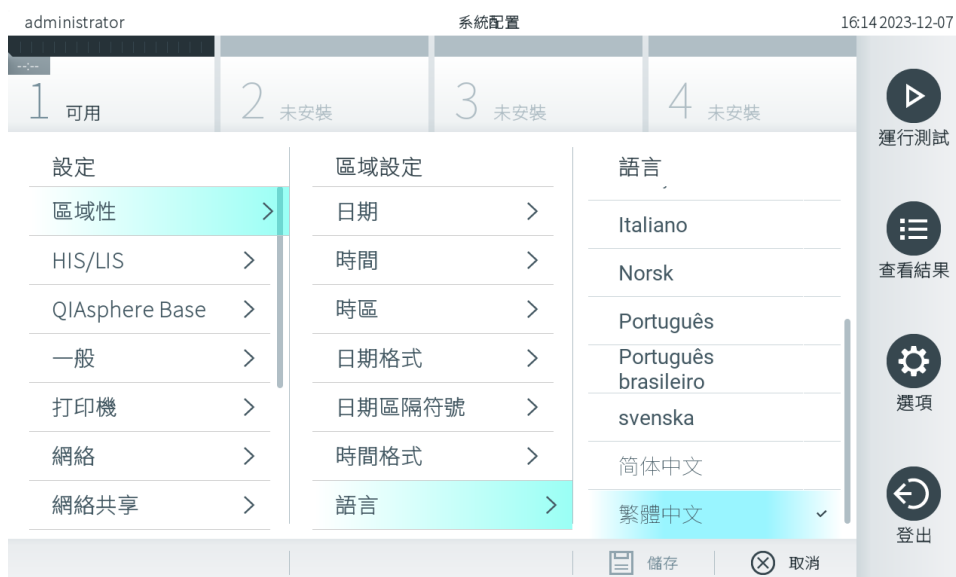 administrator
系統配置
16:14 2023-12-07
--:--
1 可用
2 未安裝
3 未安裝
4 未安裝
運行測試
設定
區域性
HIS/LIS
QIAsphere Base
一般
打印機
網絡
網絡共享
區域設定
日期
時間
時區
日期格式
日期區隔符號
時間格式
語言
語言
Italiano
Norsk
Português
Português
brasileiro
svenska
简体中文
繁體中文
查看結果
選項
登出
儲存
取消